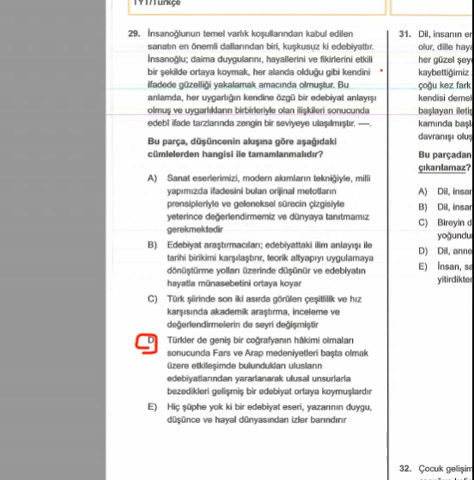 TYT/Türkçe
29. İnsanoğlunun temel varlık koşullarından kabul edilen
sanatın en önemli dallarından biri, kuşkusuz ki edebiyattır.
İnsanoğlu; daima duygularını, hayallerini ve fikirlerini etkili
bir şekilde ortaya koymak, her alanda olduğu gibi kendini
ifadede güzelliği yakalamak amacında olmuştur. Bu
anlamda, her uygarlığın kendine özgü bir edebiyat anlayışı
olmuş ve uygarlıkların birbirleriyle olan ilişkileri sonucunda
edebî ifade tarzlarında zengin bir seviyeye ulaşılmıştır. ----.
Bu parça, düşüncenin akışına göre aşağıdaki
cümlelerden hangisi ile tamamlanmalıdır?
A) Sanat eserlerimizi, modern akımların tekniğiyle, milli
yapımızda ifadesini bulan orijinal metotların
prensipleriyle ve geleneksel sürecin çizgisiyle
yeterince değerlendirmemiz ve dünyaya tanıtmamız
gerekmektedir
B) Edebiyat araştırmacıları; edebiyattaki ilim anlayışı ile
tarihi birikimi karşılaştırır, teorik altyapıyı uygulamaya
dönüştürme yolları üzerinde düşünür ve edebiyatın
hayatla münasebetini ortaya koyar
C) Türk şiirinde son iki asırda görülen çeşitlilik ve hız
karşısında akademik araştırma, inceleme ve
değerlendirmelerin de seyri değişmiştir
D Türkler de geniş bir coğrafyanın hâkimi olmaları
sonucunda Fars ve Arap medeniyetleri başta olmak
üzere etkileşimde bulundukları ulusların
edebiyatlarından yararlanarak ulusal unsurlarla
bezedikleri gelişmiş bir edebiyat ortaya koymuşlardır
E) Hiç şüphe yok ki bir edebiyat eseri, yazarının duygu,
düşünce ve hayal dünyasından izler barındırır
31. Dil, insanın er
olur, dille haya
her güzel şey
kaybettiğimiz
çoğu kez fark
kendisi demel
başlayan iletiş
karnında başl
davranışı oluş
Bu parçadan
çıkarılamaz?
A) Dil, insar
B) Dil, insar
C) Bireyin d
yoğundu
D) Dil, anne
E) İnsan, sa
yitirdikter
32. Çocuk gelişim